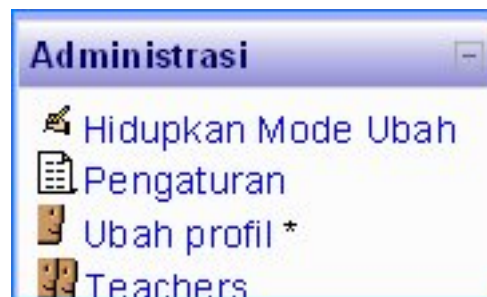 Administrasi
Hidupkan Mode Ubah
Pengaturan
Ubah profil *
Teachers